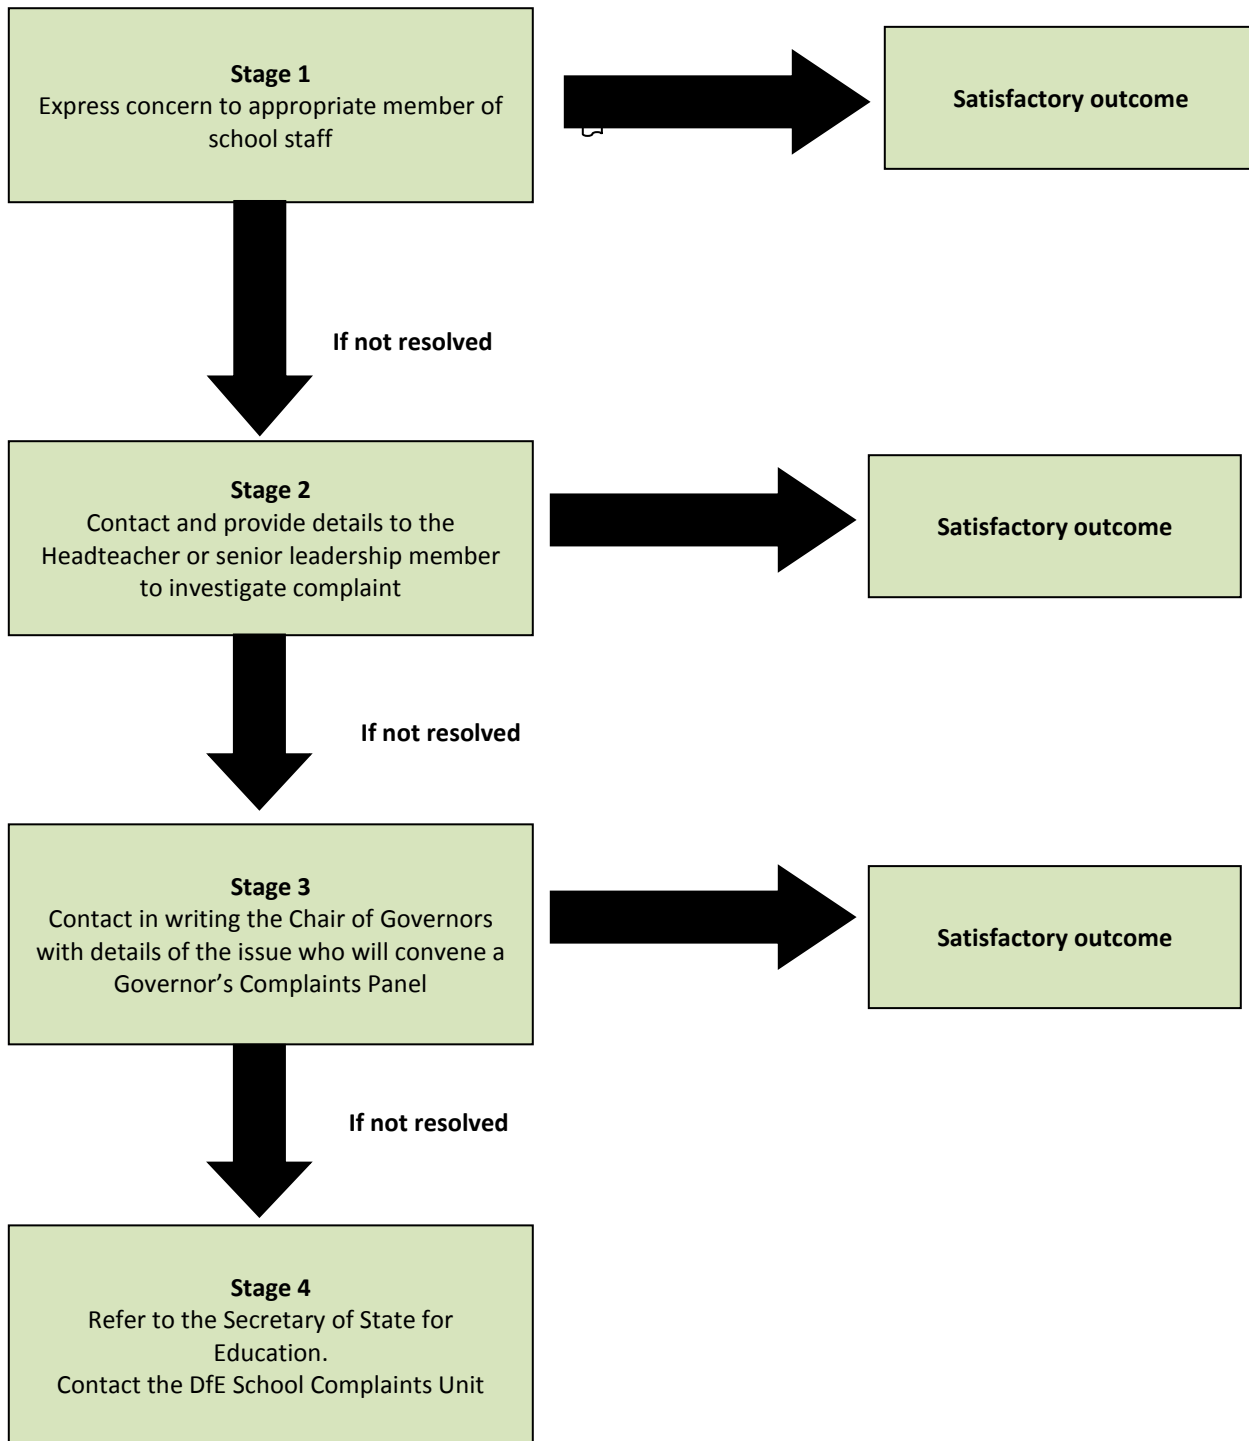 Stage 1
Express concern to appropriate member of
school staff
Satisfactory outcome
If not resolved
Stage 2
Contact and provide details to the
Headteacher or senior leadership member
to investigate complaint
Satisfactory outcome
If not resolved
Stage 3
Contact in writing the Chair of Governors
with details of the issue who will convene a
Governor’s Complaints Panel
Satisfactory outcome
If not resolved
Stage 4
Refer to the Secretary of State for
Education.
Contact the DfE School Complaints Unit